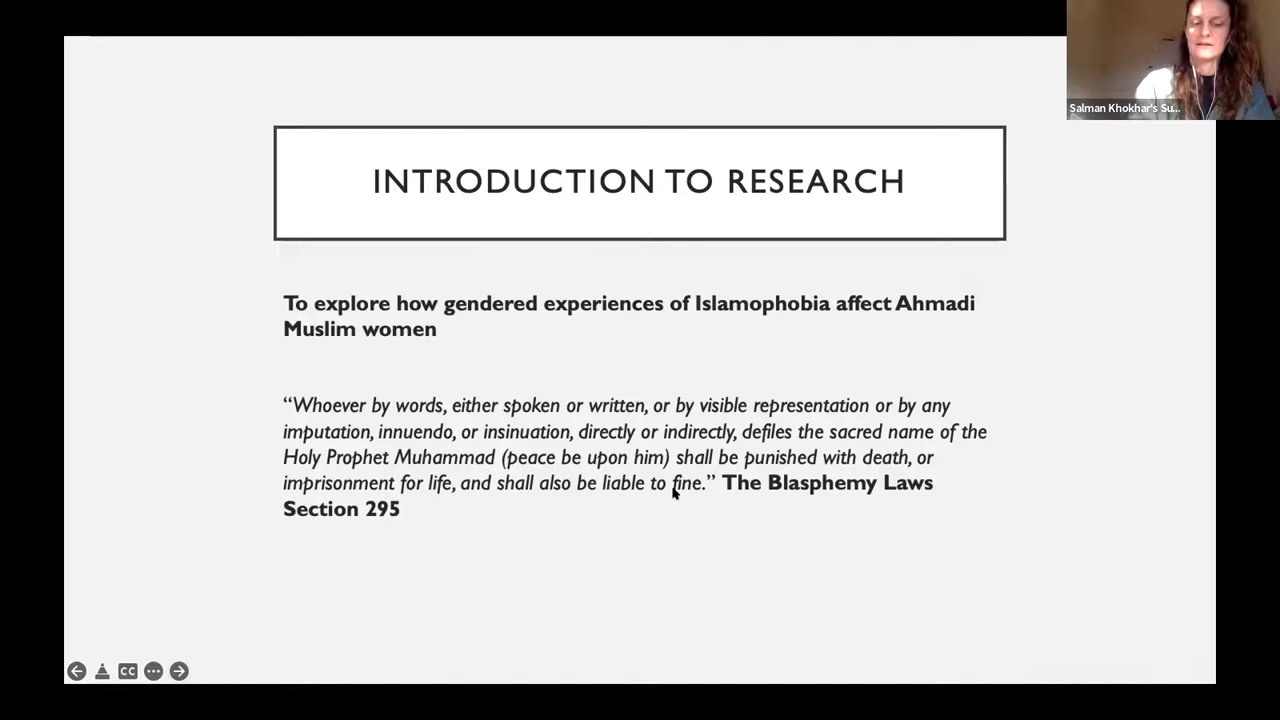 INTRODUCTION TO RESEARCH
To explore how gendered experiences of Islamophobia affect Ahmadi
Muslim women
“Whoever by words, either spoken or written, or by visible representation or by any
imputation, innuendo, or insinuation, directly or indirectly, defiles the sacred name of the
Holy Prophet Muhammad (peace be upon him) shall be punished with death, or
imprisonment for life, and shall also be liable to fine.” The Blasphemy Laws
Section 295
Salman Khokhar's Su...
CC